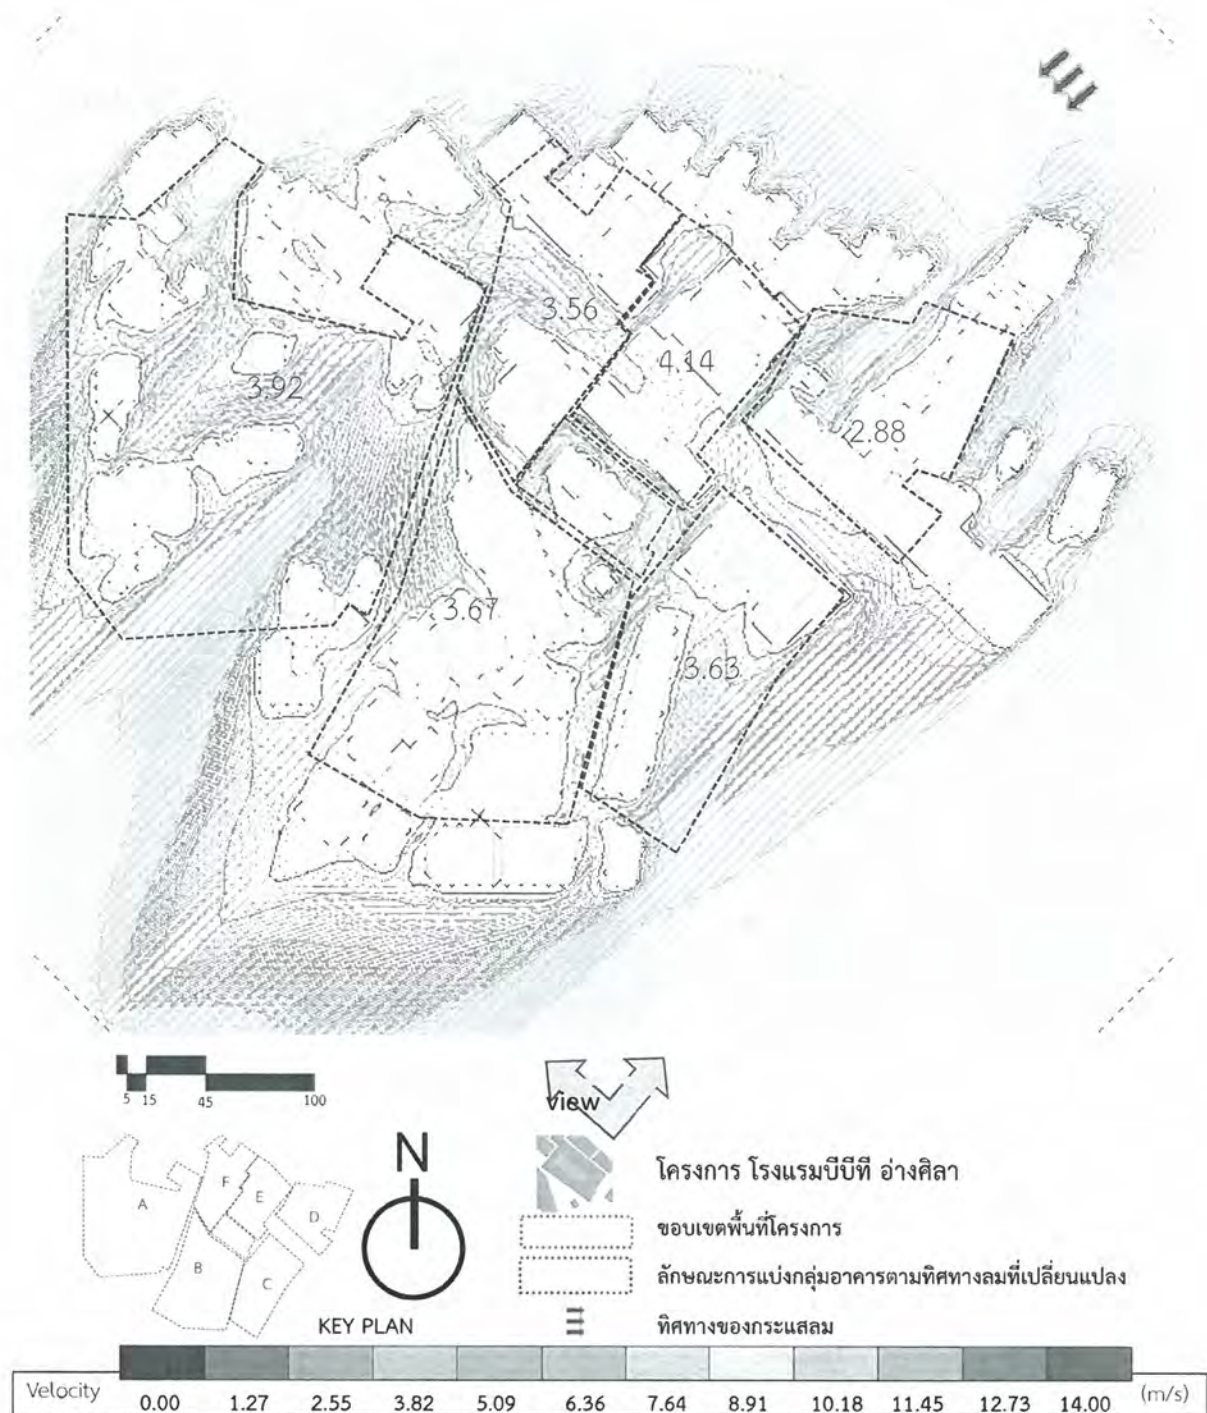 3.56
4.14
3.92
2.88
3.67
3.63
5 15 45 100
view
N
โครงการ โรงแรมบีบีที อ่างศิลา
ขอบเขตพื้นที่โครงการ
ลักษณะการแบ่งกลุ่มอาคารตามทิศทางลมที่เปลี่ยนแปลง
ทิศทางของกระแสลม
A
F
E
D
B
C
KEY PLAN
Velocity 0.00 1.27 2.55 3.82 5.09 6.36 7.64 8.91 10.18 11.45 12.73 14.00 (m/s)